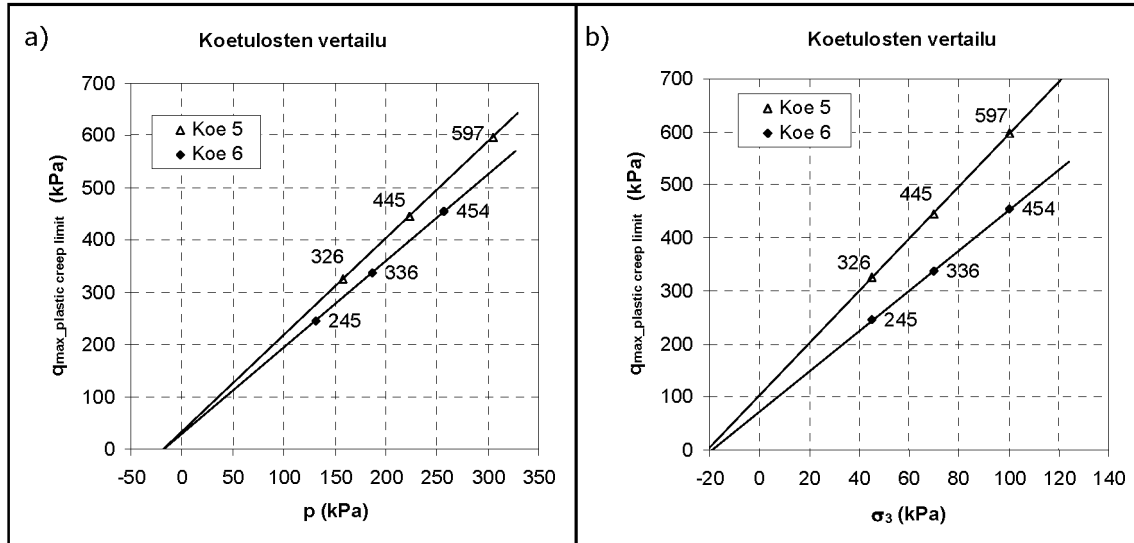 a)
Koetulosten vertailu
700
600
500
400
300
200
100
0
-50 0 50 100 150 200 250 300 350
qmax_plastic creep limit (kPa)
p (kPa)
Koe 5
Koe 6
597
445
326
454
336
245
b)
Koetulosten vertailu
700
600
500
400
300
200
100
0
-20 0 20 40 60 80 100 120 140
qmax_plastic creep limit (kPa)
σ3 (kPa)
Koe 5
Koe 6
597
445
326
454
336
245